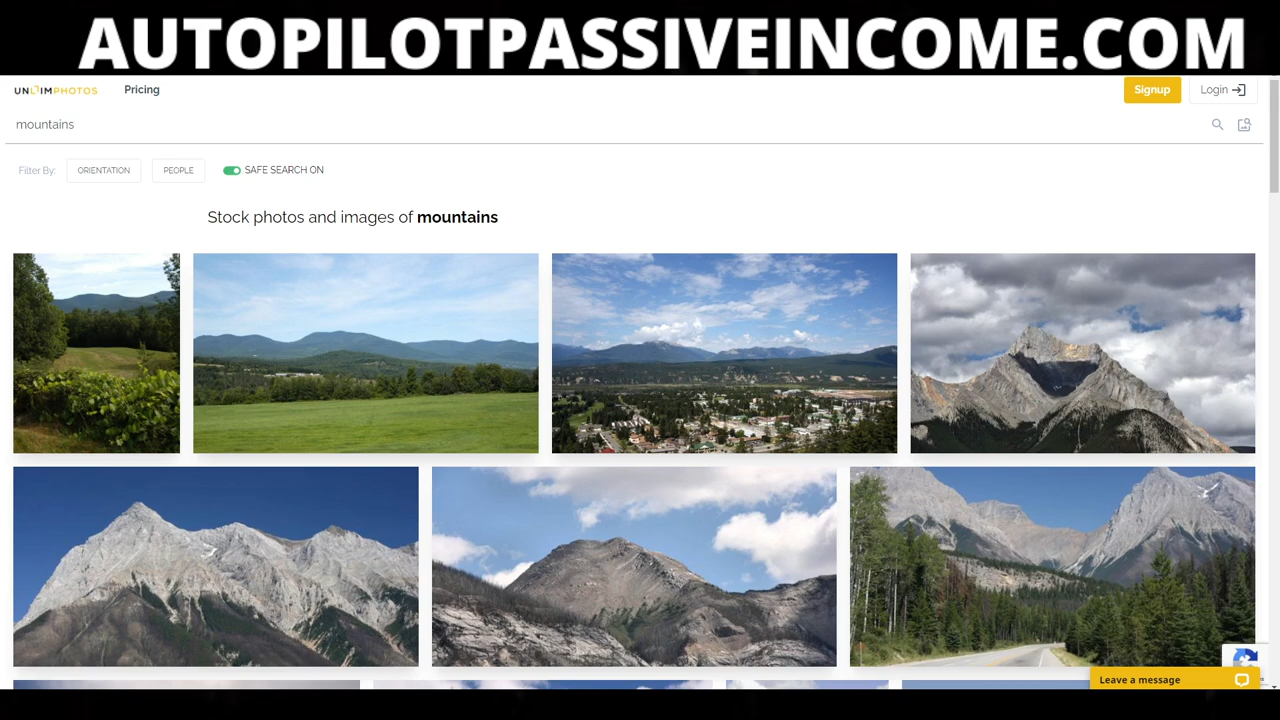 AUTOPILOTPASSIVEINCOME.COM
UNLIMPHOTOS
Pricing
Signup
Login
mountains
Filter By:
ORIENTATION
PEOPLE
SAFE SEARCH ON
Stock photos and images of mountains
Leave a message